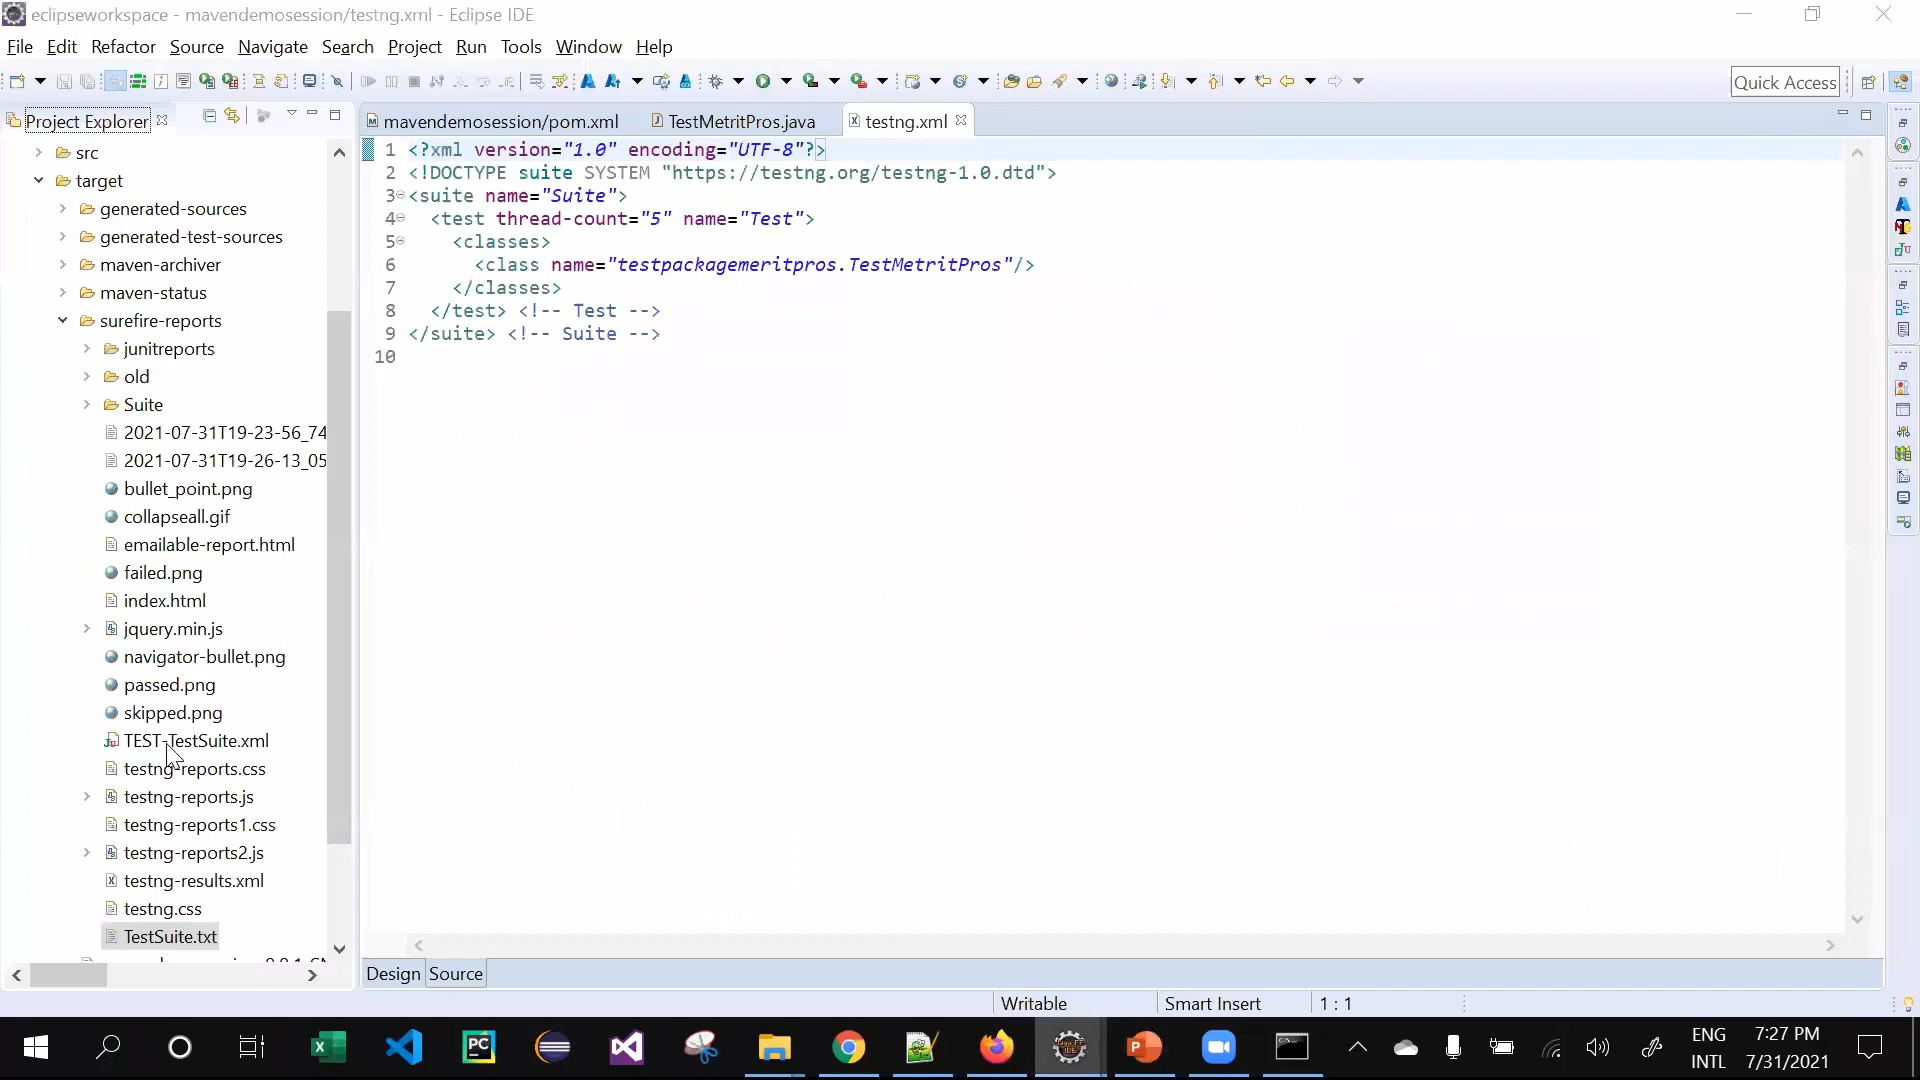 eclipseworkspace - mavendemosession/testng.xml - Eclipse IDE
File Edit Refactor Source Navigate Search Project Run Tools Window Help
Quick Access
Project Explorer
src
target
generated-sources
generated-test-sources
maven-archiver
maven-status
surefire-reports
junitreports
old
Suite
2021-07-31T19-23-56_74
2021-07-31T19-26-13_05
bullet_point.png
collapseall.gif
emailable-report.html
failed.png
index.html
jquery.min.js
navigator-bullet.png
passed.png
skipped.png
TEST-TestSuite.xml
testng-reports.css
testng-reports.js
testng-reports1.css
testng-reports2.js
testng-results.xml
testng.css
TestSuite.txt
mavendemosession/pom.xml TestMetritPros.java testng.xml
1 <?xml version="1.0" encoding="UTF-8"?>
2 <!DOCTYPE suite SYSTEM "https://testng.org/testng-1.0.dtd">
3 <suite name="Suite">
4 <test thread-count="5" name="Test">
5 <classes>
6 <class name="testpackagemeritpros.TestMetritPros"/>
7 </classes>
8 </test> <!-- Test -->
9 </suite> <!-- Suite -->
10
Design Source
Writable Smart Insert 1 : 1
ENG 7:27 PM
INTL 7/31/2021